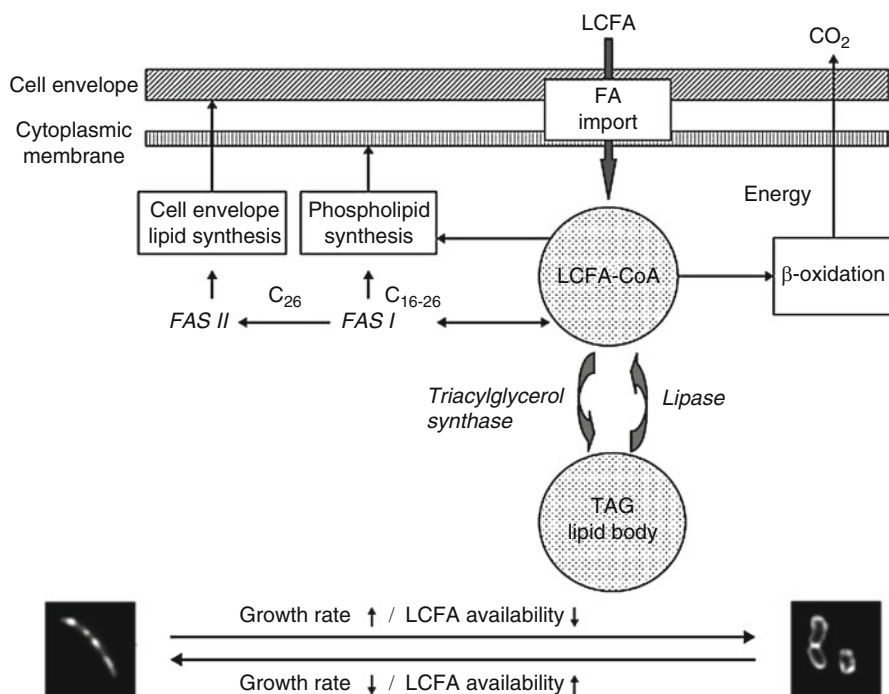 LCFA
CO₂
Cell envelope
FA
import
Cytoplasmic
membrane
Energy
Cell envelope
lipid synthesis
Phospholipid
synthesis
LCFA-CoA
β-oxidation
C₂₆
C₁₆₋₂₆
FAS II
FAS I
Triacylglycerol
synthase
Lipase
TAG
lipid body
Growth rate ↑ / LCFA availability ↓
Growth rate ↓ / LCFA availability ↑